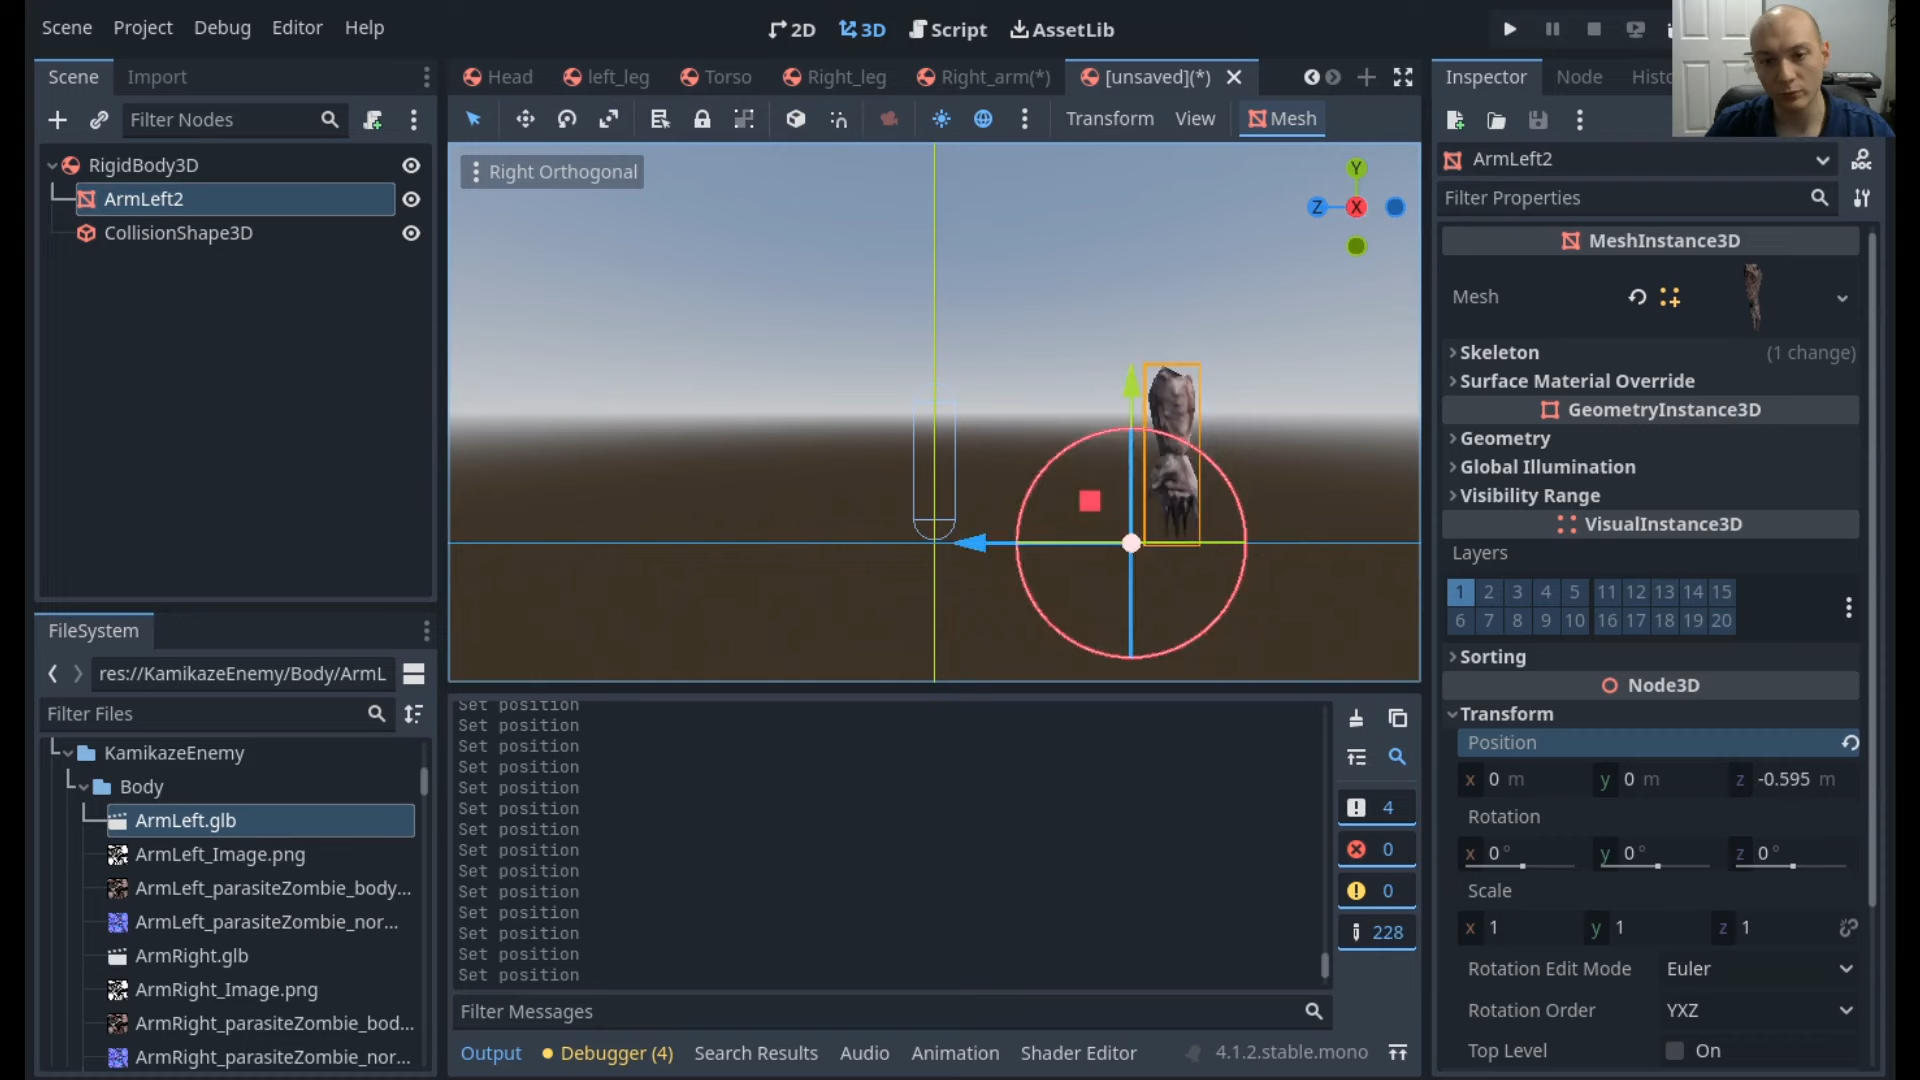 Scene Project Debug Editor Help
2D 3D Script AssetLib
Scene Import
Filter Nodes
RigidBody3D
ArmLeft2
CollisionShape3D
FileSystem
res://KamikazeEnemy/Body/ArmL
Filter Files
KamikazeEnemy
Body
ArmLeft.glb
ArmLeft_Image.png
ArmLeft_parasiteZombie_body...
ArmLeft_parasiteZombie_nor...
ArmRight.glb
ArmRight_Image.png
ArmRight_parasiteZombie_bod...
ArmRight_parasiteZombie_nor...
Head left_leg Torso Right_leg Right_arm(*) [unsaved](*)
Transform View Mesh
Right Orthogonal
Y
Z X
Set position
Set position
Set position
Set position
Set position
Set position
Set position
Set position
Set position
Set position
Set position
Set position
Set position
Set position
4
0
0
228
Filter Messages
Output Debugger (4) Search Results Audio Animation Shader Editor 4.1.2.stable.mono
Inspector Node Histo
ArmLeft2
DOC
Filter Properties
MeshInstance3D
Mesh
Skeleton (1 change)
Surface Material Override
GeometryInstance3D
Geometry
Global Illumination
Visibility Range
VisualInstance3D
Layers
1 2 3 4 5 11 12 13 14 15
6 7 8 9 10 16 17 18 19 20
Sorting
Node3D
Transform
Position
x 0 m y 0 m z -0.595 m
Rotation
x 0° y 0° z 0°
Scale
x 1 y 1 z 1
Rotation Edit Mode Euler
Rotation Order YXZ
Top Level On